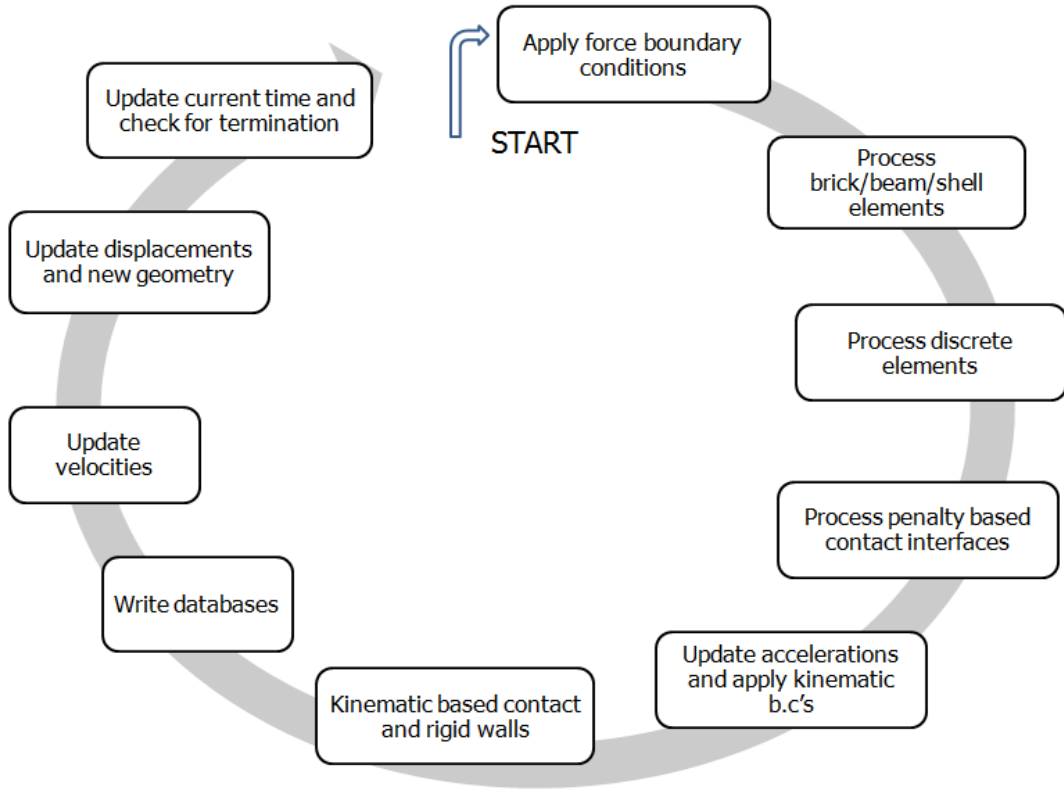 Apply force boundary
conditions
START
Process
brick/beam/shell
elements
Process discrete
elements
Process penalty based
contact interfaces
Update accelerations
and apply kinematic
b.c’s
Kinematic based contact
and rigid walls
Write databases
Update
velocities
Update displacements
and new geometry
Update current time and
check for termination